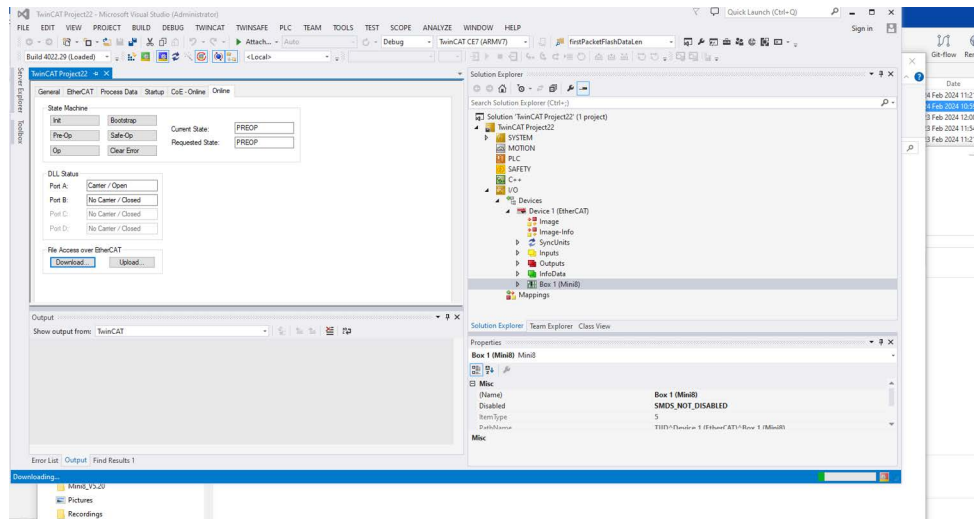 TwinCAT Project22 - Microsoft Visual Studio (Administrator)
Quick Launch (Ctrl+Q)
FILE EDIT VIEW PROJECT BUILD DEBUG TWINCAT TWINSAFE PLC TEAM TOOLS TEST SCOPE ANALYZE WINDOW HELP
Sign in
Attach... Auto Debug TwinCAT CE7 (ARMV7) firstPacketFlashDataLen
Build 4022.29 (Loaded) <Local>
Git-flow
Server Explorer
Toolbox
TwinCAT Project22
General EtherCAT Process Data Startup CoE - Online Online
State Machine
Init Bootstrap
Pre-Op Safe-Op
Op Clear Error
Current State: PREOP
Requested State: PREOP
DLL Status
Port A: Carrier / Open
Port B: No Carrier / Closed
Port C: No Carrier / Closed
Port D: No Carrier / Closed
File Access over EtherCAT
Download... Upload...
Output
Show output from: TwinCAT
Error List Output Find Results 1
Solution Explorer
Search Solution Explorer (Ctrl+;)
Solution 'TwinCAT Project22' (1 project)
TwinCAT Project22
SYSTEM
MOTION
PLC
SAFETY
C++
I/O
Devices
Device 1 (EtherCAT)
Image
Image-Info
SyncUnits
Inputs
Outputs
InfoData
Box 1 (Mini8)
Mappings
Solution Explorer Team Explorer Class View
Properties
Box 1 (Mini8) Mini8
Misc
(Name) Box 1 (Mini8)
Disabled SMDS_NOT_DISABLED
ItemType 5
PathName TIID^Device 1 (EtherCAT)^Box 1 (Mini8)
Misc
Date
Feb 2024 11:2
Feb 2024 10:5
Feb 2024 12:0
Feb 2024 11:5
Feb 2024 11:2
Downloading...
Mini8_V5.20
Pictures
Recordings